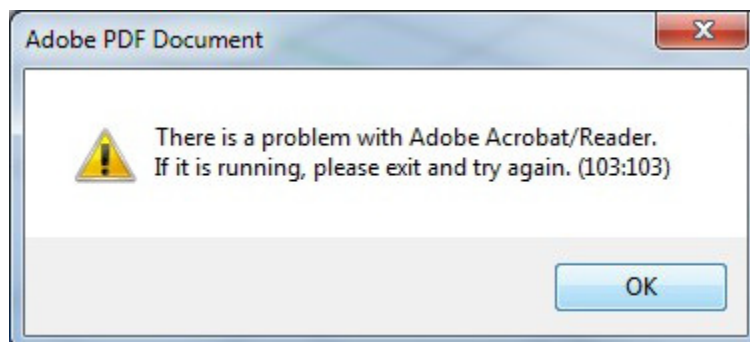 Adobe PDF Document
There is a problem with Adobe Acrobat/Reader.
If it is running, please exit and try again. (103:103)
OK